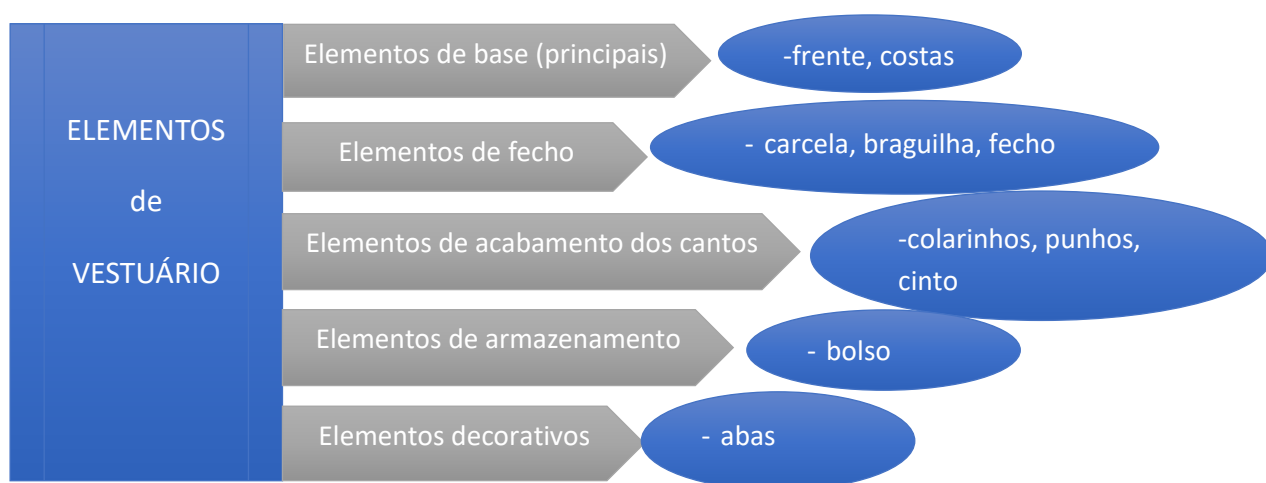 ELEMENTOS
de
VESTUÁRIO
Elementos de base (principais)
-frente, costas
Elementos de fecho
- carcela, braguilha, fecho
Elementos de acabamento dos cantos
-colarinhos, punhos,
cinto
Elementos de armazenamento
- bolso
Elementos decorativos
- abas